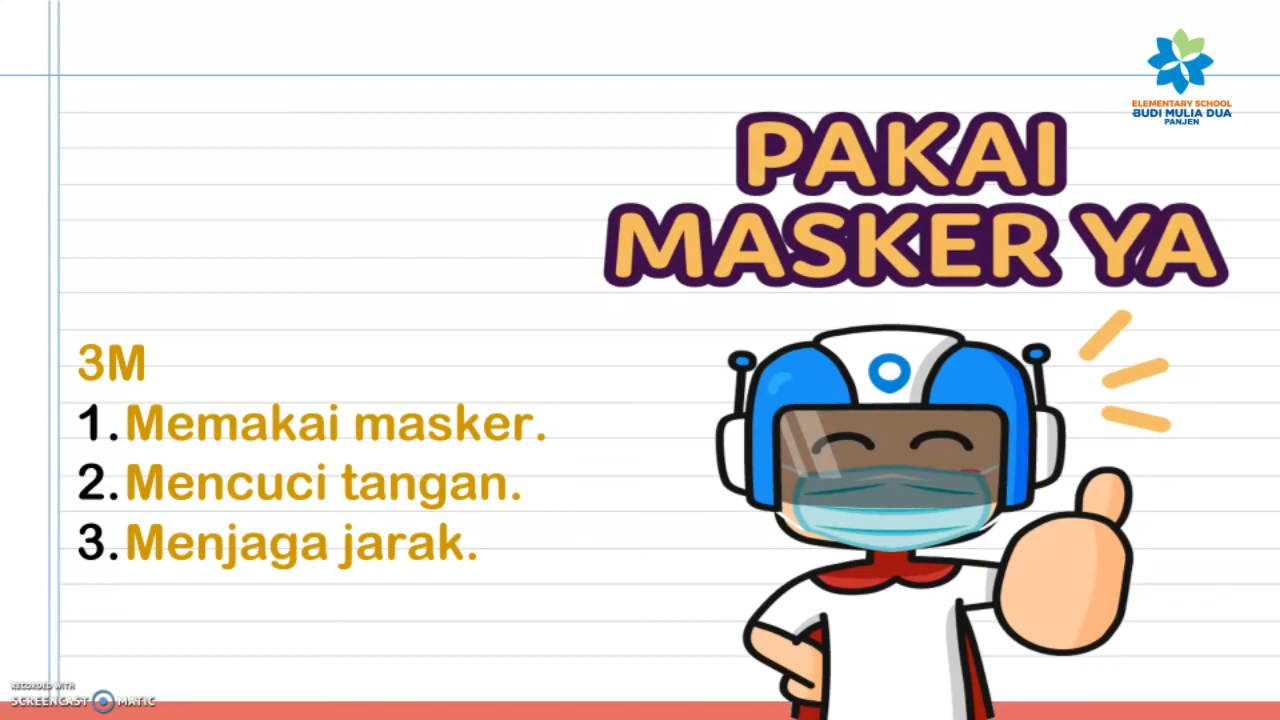 ELEMENTARY SCHOOL
BUDI MULIA DUA
PANJEN
PAKAI
MASKER YA
3M
1. Memakai masker.
2. Mencuci tangan.
3. Menjaga jarak.
RECORDED WITH
SCREENCAST MATIC